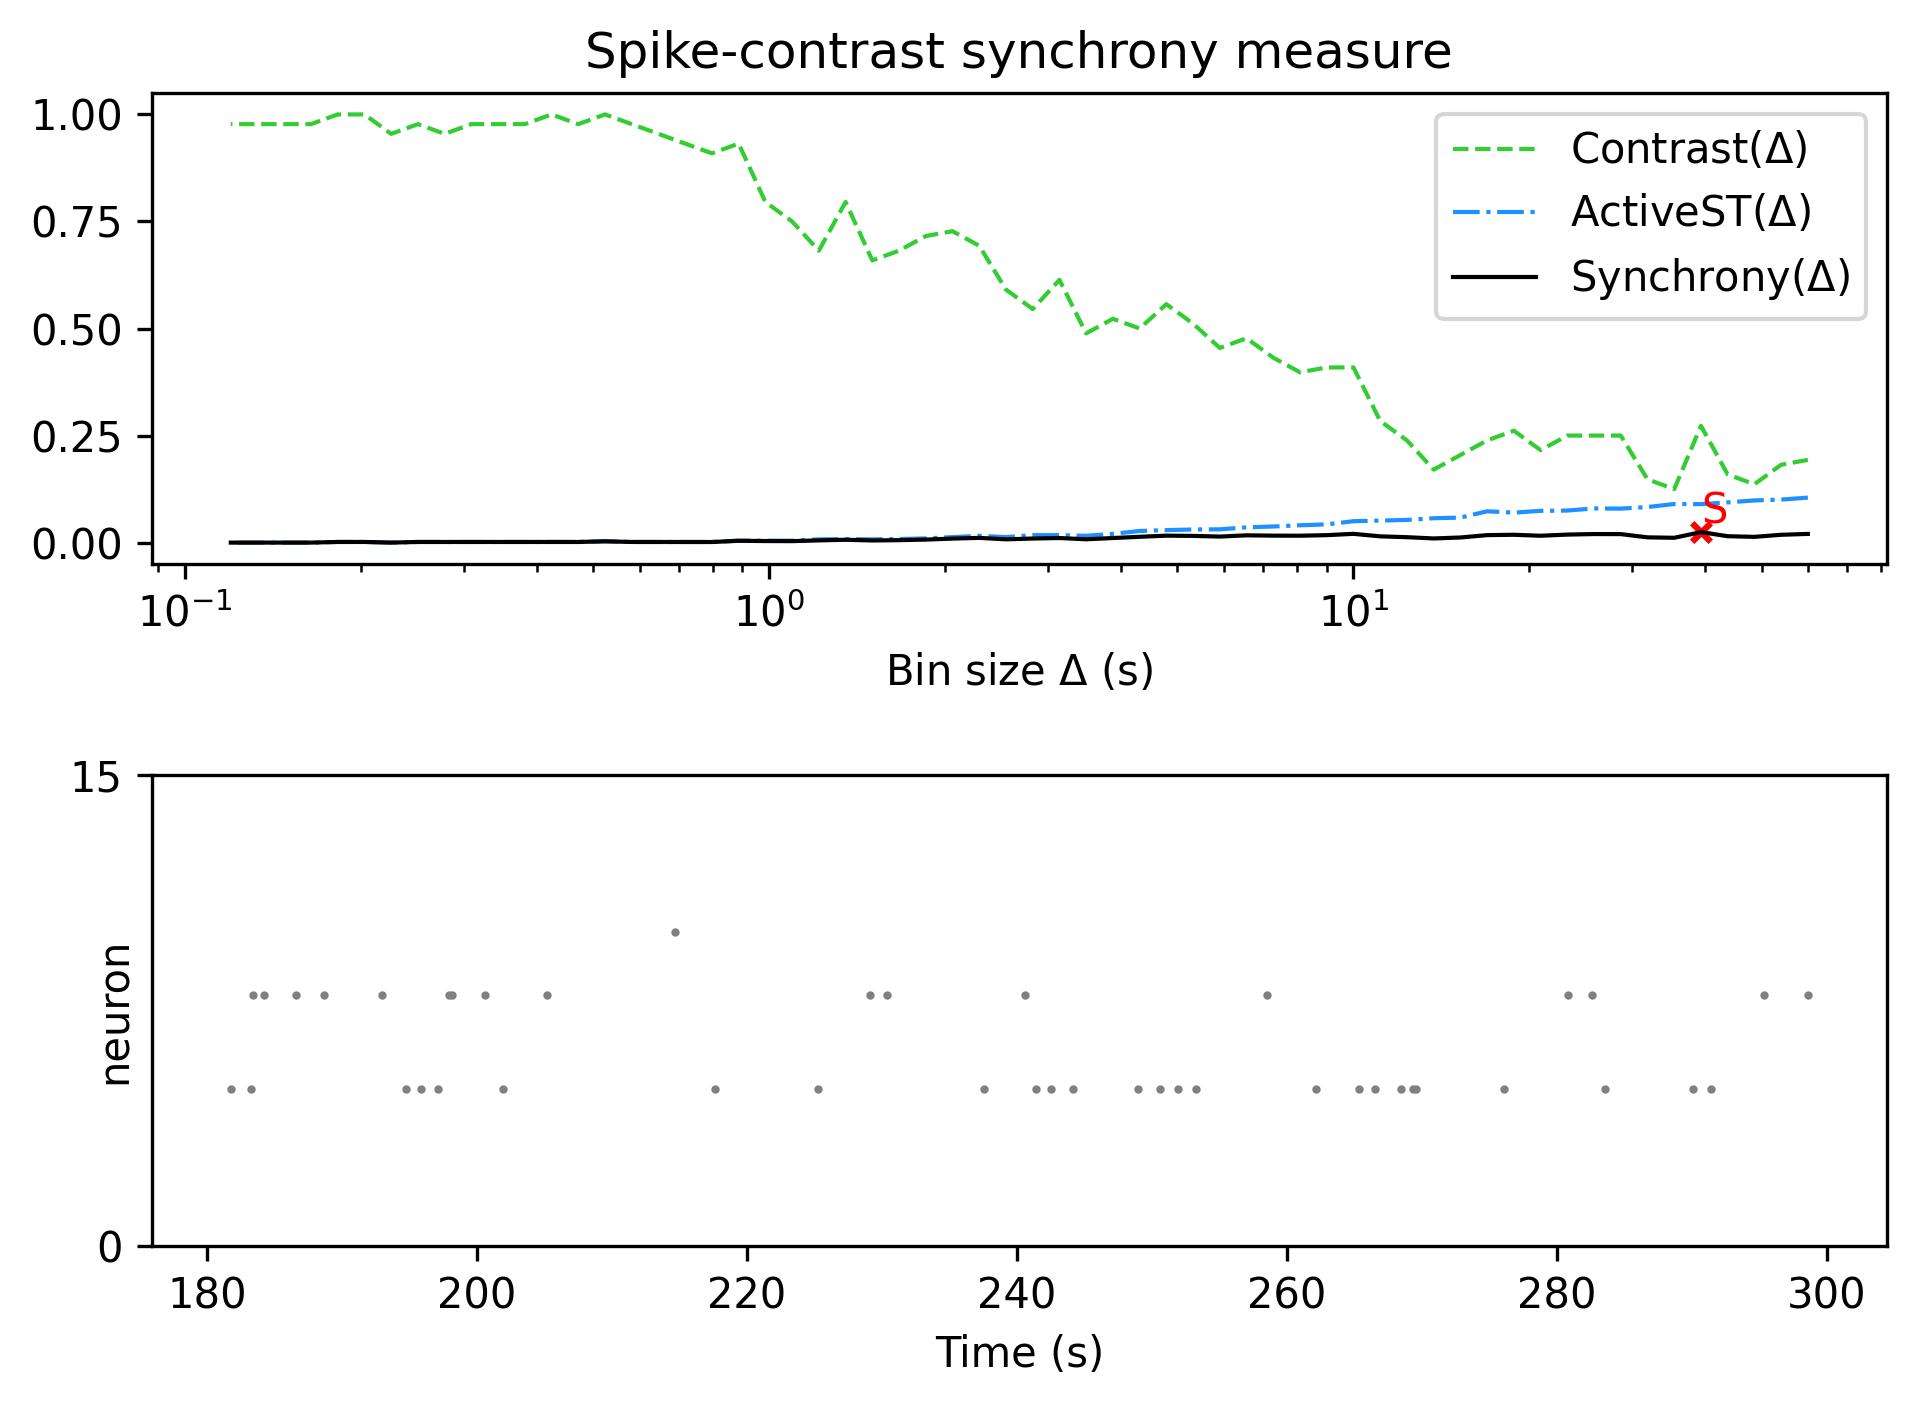 Spike-contrast synchrony measure
1.00
0.75
0.50
0.25
0.00
Contrast(Δ)
ActiveST(Δ)
Synchrony(Δ)
S
10⁻¹ 10⁰ 10¹
Bin size Δ (s)
15
neuron
0
180 200 220 240 260 280 300
Time (s)